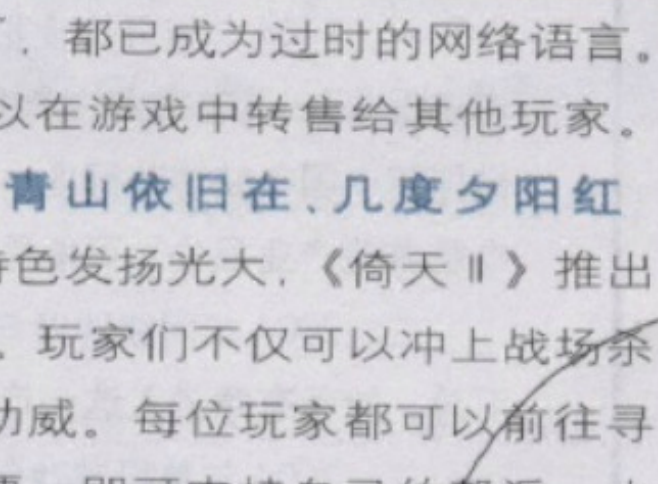 都已成为过时的网络语言。
以在游戏中转售给其他玩家。
青山依旧在、几度夕阳红
色发扬光大，《倚天Ⅱ》推出
。玩家们不仅可以冲上战场杀
威。每位玩家都可以前往寻